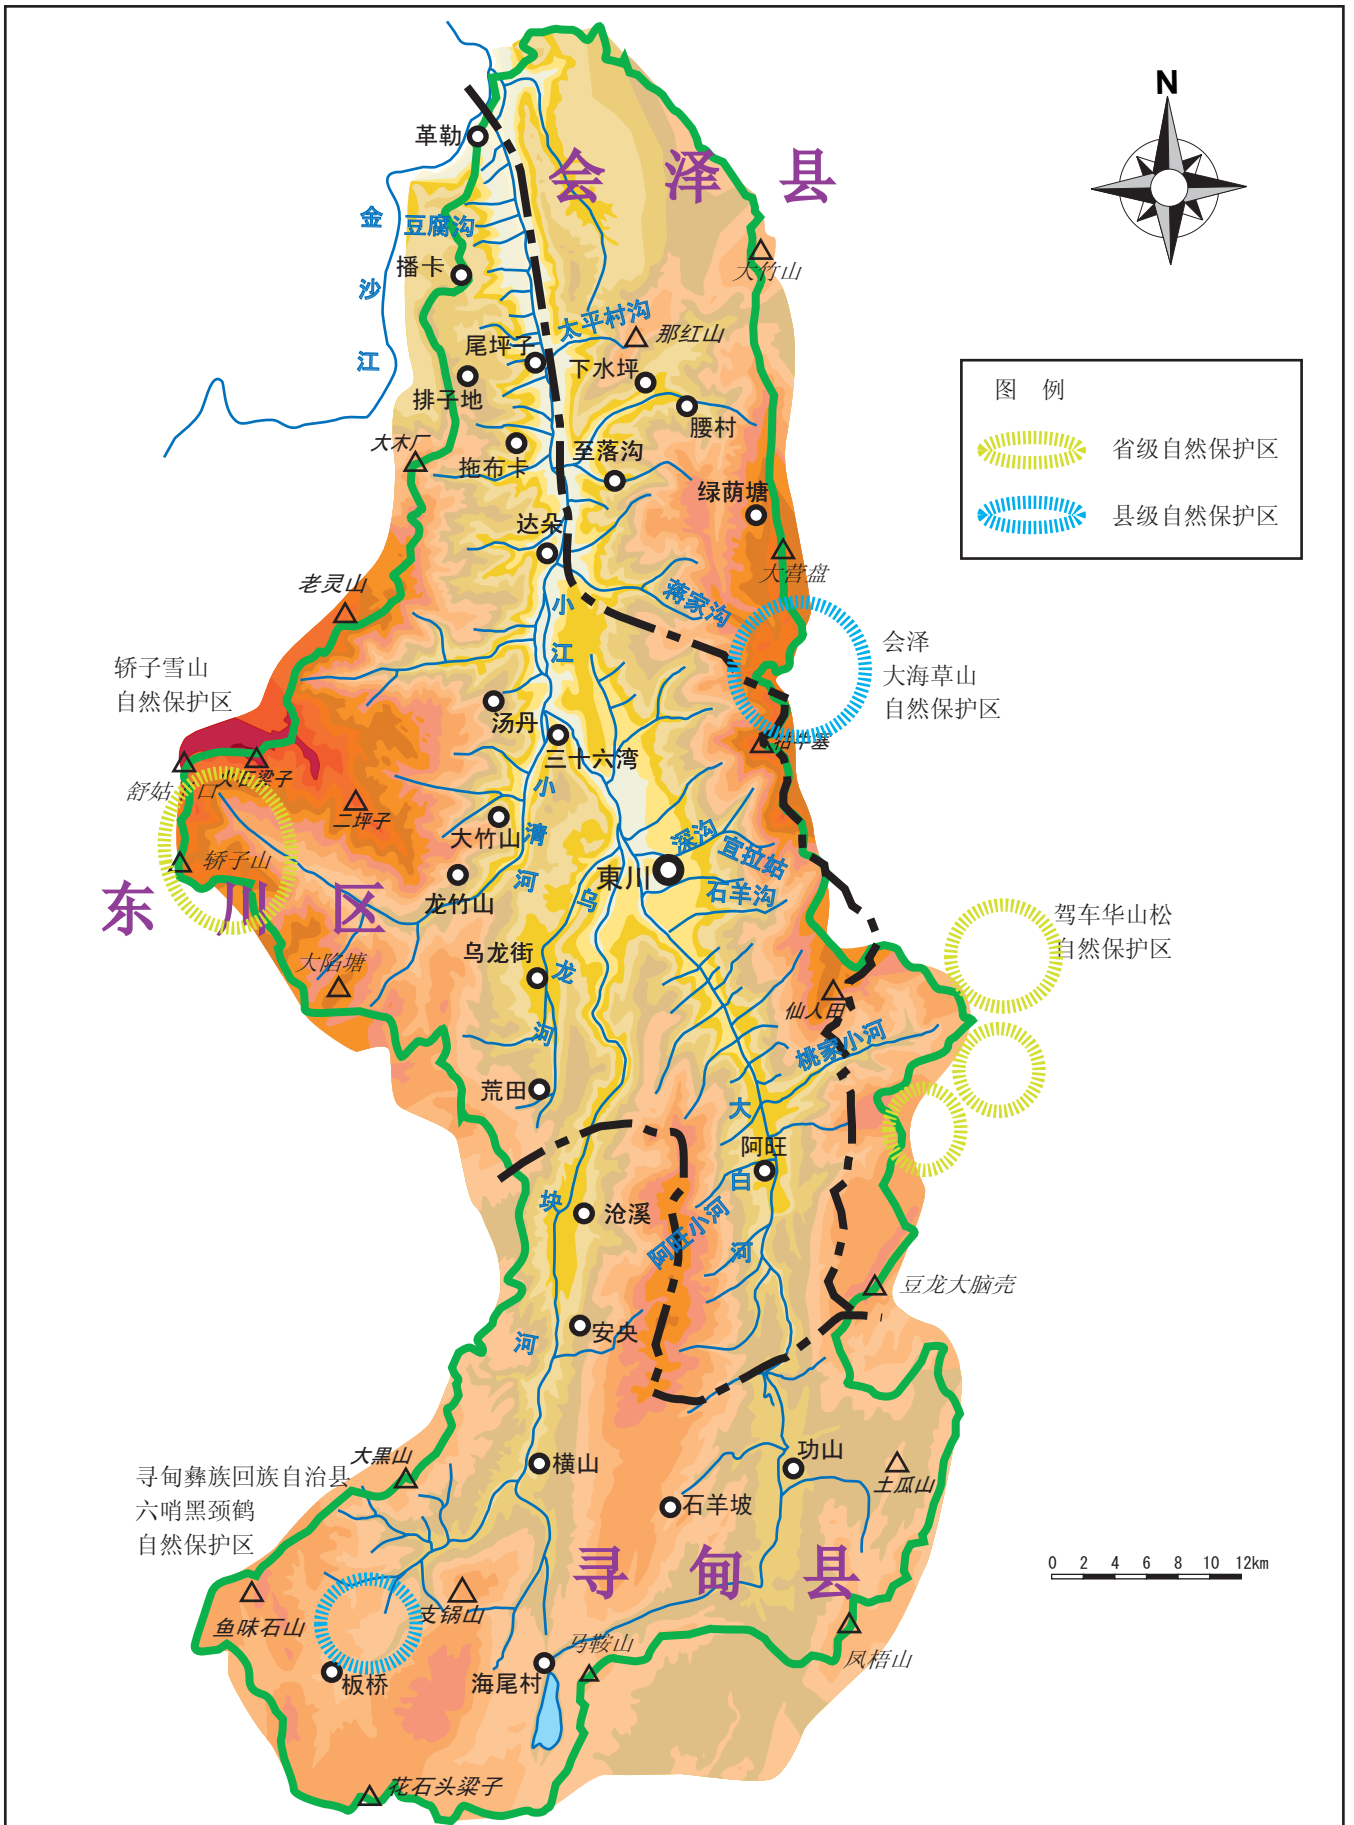 N
革勒
会泽县
金沙江
豆腐沟
播卡
大竹山
太平村沟
那红山
尾坪子
下水坪
排子地
腰村
图 例
省级自然保护区
县级自然保护区
大木厂
拖布卡
至落沟
绿荫塘
达朵
大营盘
老灵山
小江
蒋家沟
会泽
大海草山
自然保护区
轿子雪山
自然保护区
汤丹
三十六湾
牯牛寨
舒姑 口
大石梁子
二坪子
小清河
大竹山
深沟
宜拉姑
轿子山
東川
石羊沟
东川区
龙竹山
乌龙河
驾车华山松
自然保护区
乌龙街
大陷塘
仙人田
桃家小河
荒田
大白河
阿旺
块河
沧溪
阿旺小河
豆龙大脑壳
安央
大黑山
横山
功山
土瓜山
寻甸彝族回族自治县
六哨黑颈鹤
自然保护区
石羊坡
寻甸县
0 2 4 6 8 10 12km
鱼味石山
支锅山
马鞍山
凤梧山
板桥
海尾村
花石头梁子